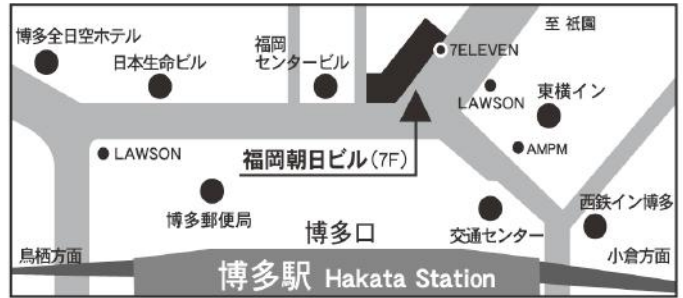 至 祇園
博多全日空ホテル
日本生命ビル
福岡
センタービル
7ELEVEN
LAWSON
東横イン
AMPM
LAWSON
福岡朝日ビル(7F)
博多郵便局
博多口
交通センター
西鉄イン博多
鳥栖方面
小倉方面
博多駅 Hakata Station